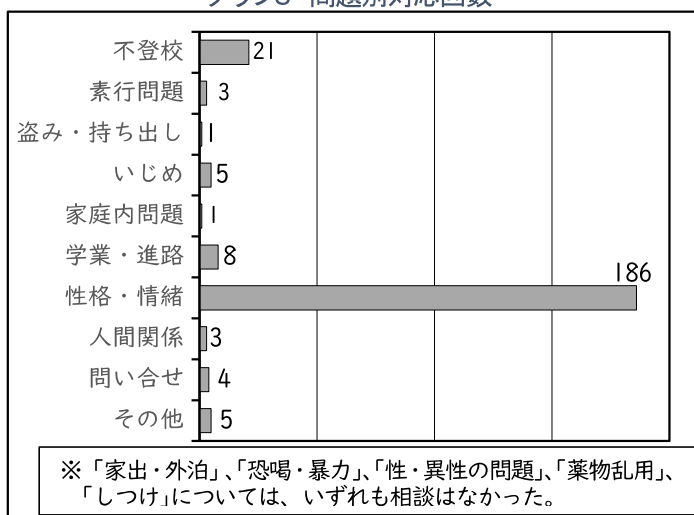 不登校 21
素行問題 3
盗み・持ち出し 1
いじめ 5
家庭内問題 1
学業・進路 8
性格・情緒 186
人間関係 3
問い合せ 4
その他 5
※「家出・外泊」、「恐喝・暴力」、「性・異性の問題」、「薬物乱用」、
「しつけ」については、いずれも相談はなかった。